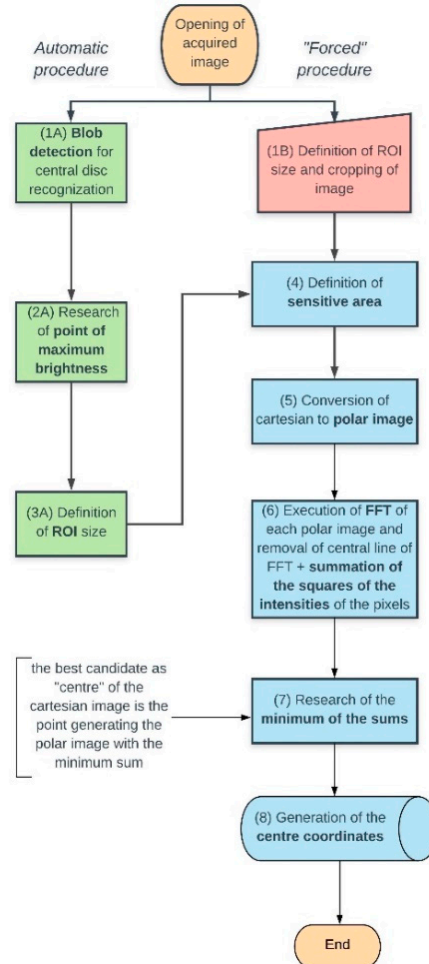 Opening of
acquired
image
Automatic
procedure
"Forced"
procedure
(1A) Blob
detection for
central disc
recognization
(1B) Definition of ROI
size and cropping of
image
(2A) Research
of point of
maximum
brightness
(3A) Definition
of ROI size
(4) Definition of
sensitive area
(5) Conversion of
cartesian to polar image
(6) Execution of FFT of
each polar image and
removal of central line of
FFT + summation of
the squares of the
intensities of the pixels
the best candidate as
"centre" of the
cartesian image is the
point generating the
polar image with the
minimum sum
(7) Research of the
minimum of the sums
(8) Generation of the
centre coordinates
End